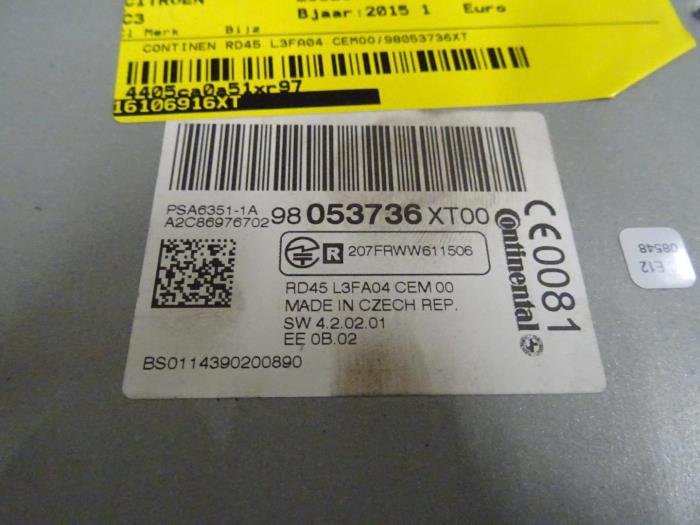 CITROEN
C3 Bjaar:2015 1 Euro
Merk Bijz
CONTINEN RD45 L3FA04 CEM00/98053736XT
4405ca0a51xr97
I6106916XT
PSA6351-1A
A2C86976702
98 053736 XT00
R 207FRWW611506
RD45 L3FA04 CEM 00
MADE IN CZECH REP.
SW 4.2.02.01
EE 0B.02
BS0114390200890
Continental
CE0081
E12
08548